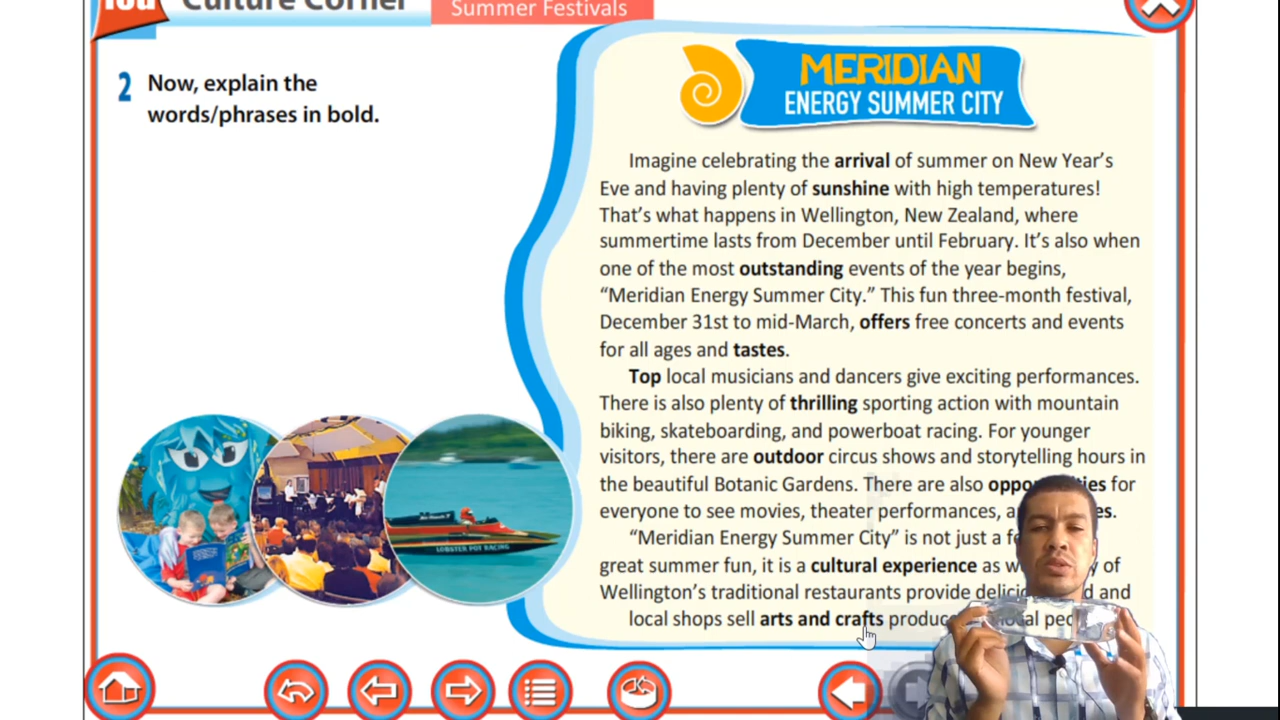 Culture Corner
Summer Festivals
2 Now, explain the
words/phrases in bold.
MERIDIAN
ENERGY SUMMER CITY
Imagine celebrating the arrival of summer on New Year's
Eve and having plenty of sunshine with high temperatures!
That's what happens in Wellington, New Zealand, where
summertime lasts from December until February. It's also when
one of the most outstanding events of the year begins,
"Meridian Energy Summer City." This fun three-month festival,
December 31st to mid-March, offers free concerts and events
for all ages and tastes.
Top local musicians and dancers give exciting performances.
There is also plenty of thrilling sporting action with mountain
biking, skateboarding, and powerboat racing. For younger
visitors, there are outdoor circus shows and storytelling hours in
the beautiful Botanic Gardens. There are also for
everyone to see movies, theater performances,
"Meridian Energy Summer City" is not just a
great summer fun, it is a cultural experience as of
Wellington's traditional restaurants provide and
local shops sell arts and crafts
LOBSTER POT RACING